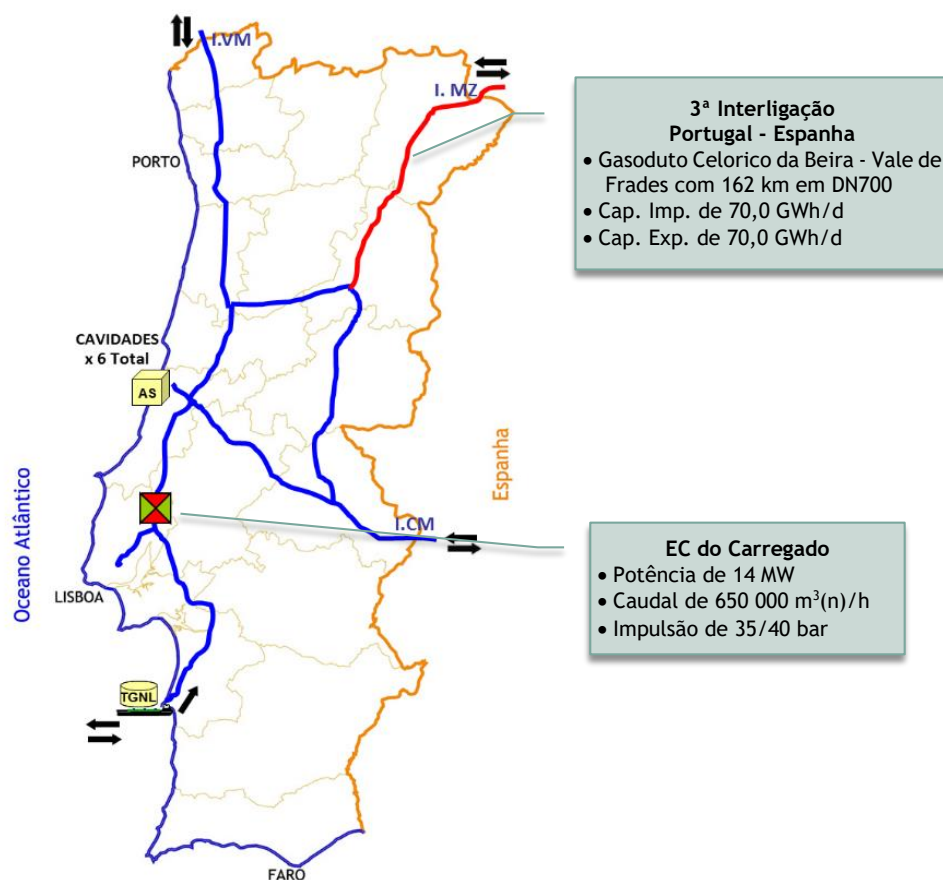 I.VM
I. MZ
PORTO
CAVIDADES
x 6 Total
AS
Oceano Atlântico
Espanha
I.CM
LISBOA
TGNL
FARO
3ª Interligação
Portugal - Espanha
• Gasoduto Celorico da Beira - Vale de
Frades com 162 km em DN700
• Cap. Imp. de 70,0 GWh/d
• Cap. Exp. de 70,0 GWh/d
EC do Carregado
• Potência de 14 MW
• Caudal de 650 000 m³(n)/h
• Impulsão de 35/40 bar